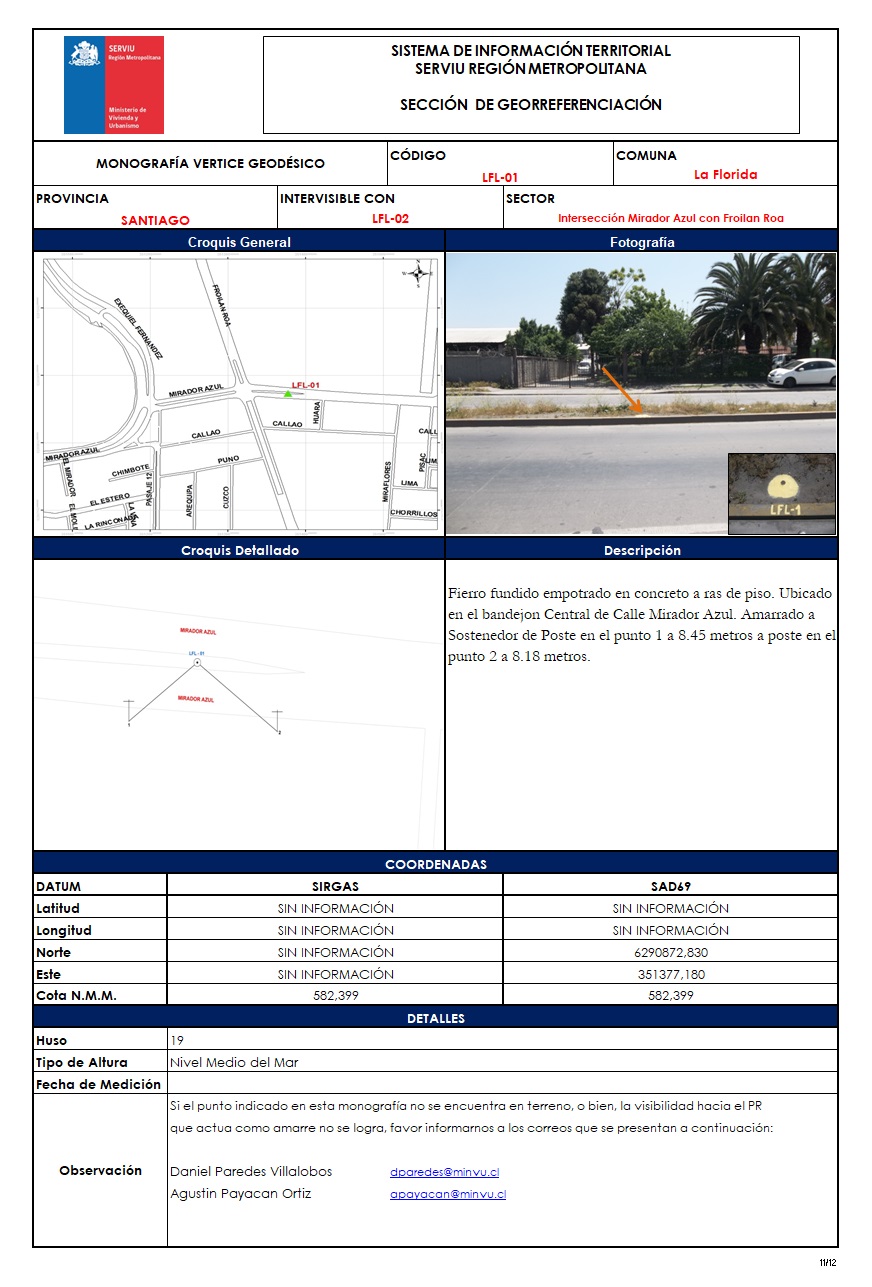 SERVIU
Región Metropolitana
Ministerio de
Vivienda y
Urbanismo
SISTEMA DE INFORMACIÓN TERRITORIAL
SERVIU REGIÓN METROPOLITANA
SECCIÓN DE GEORREFERENCIACIÓN
MONOGRAFÍA VERTICE GEODÉSICO
CÓDIGO
LFL-01
COMUNA
La Florida
PROVINCIA
SANTIAGO
INTERVISIBLE CON
LFL-02
SECTOR
Intersección Mirador Azul con Froilan Roa
Croquis General
Fotografía
N
W
E
S
EXEQUIEL FERNANDEZ
FROILAN ROA
MIRADOR AZUL
LFL-01
HUARA
CALLAO
CALLAO
CALL
MIRADOR AZUL
PUNO
CHIMBOTE
EL MIRADOR
PASAJE 12
AREQUIPA
CUZCO
MIRAFLORES
PISAC
LIM
LIMA
EL ESTERO
EL MOLE
LA RINCONADA
CHORRILLOS
LFL-1
Croquis Detallado
Descripción
MIRADOR AZUL
LFL - 01
MIRADOR AZUL
1
2
Fierro fundido empotrado en concreto a ras de piso. Ubicado
en el bandejon Central de Calle Mirador Azul. Amarrado a
Sostenedor de Poste en el punto 1 a 8.45 metros a poste en el
punto 2 a 8.18 metros.
COORDENADAS
DATUM SIRGAS SAD69
Latitud SIN INFORMACIÓN SIN INFORMACIÓN
Longitud SIN INFORMACIÓN SIN INFORMACIÓN
Norte SIN INFORMACIÓN 6290872,830
Este SIN INFORMACIÓN 351377,180
Cota N.M.M. 582,399 582,399
DETALLES
Huso 19
Tipo de Altura Nivel Medio del Mar
Fecha de Medición
Observación
Si el punto indicado en esta monografía no se encuentra en terreno, o bien, la visibilidad hacia el PR
que actua como amarre no se logra, favor informarnos a los correos que se presentan a continuación:
Daniel Paredes Villalobos dparedes@minvu.cl
Agustin Payacan Ortiz apayacan@minvu.cl
11/12